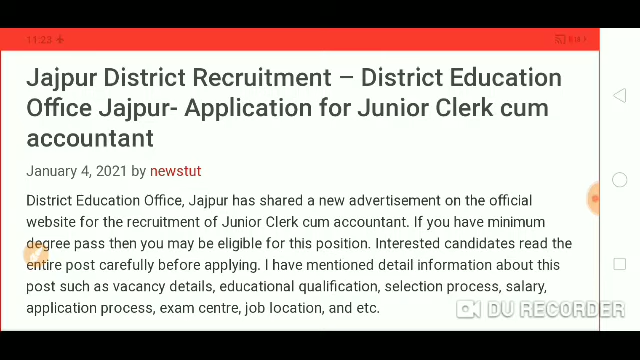 11:23
Jajpur District Recruitment – District Education
Office Jajpur- Application for Junior Clerk cum
accountant
January 4, 2021 by newstut
District Education Office, Jajpur has shared a new advertisement on the official
website for the recruitment of Junior Clerk cum accountant. If you have minimum
degree pass then you may be eligible for this position. Interested candidates read the
entire post carefully before applying. I have mentioned detail information about this
post such as vacancy details, educational qualification, selection process, salary,
application process, exam centre, job location, and etc.
DU RECORDER